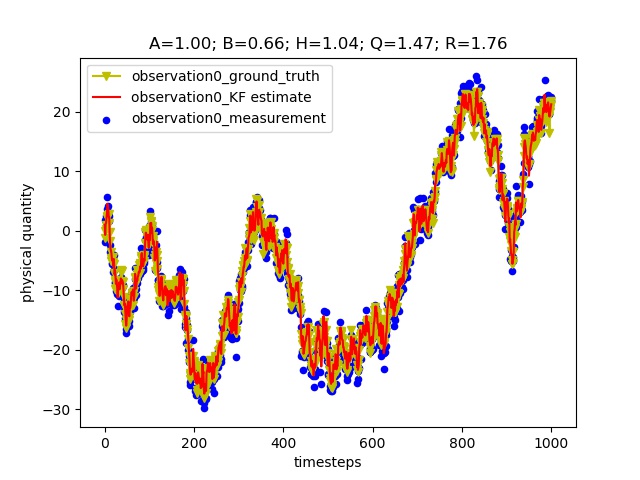 A=1.00; B=0.66; H=1.04; Q=1.47; R=1.76
observation0_ground_truth
observation0_KF estimate
observation0_measurement
physical quantity
20
10
0
−10
−20
−30
0 200 400 600 800 1000
timesteps